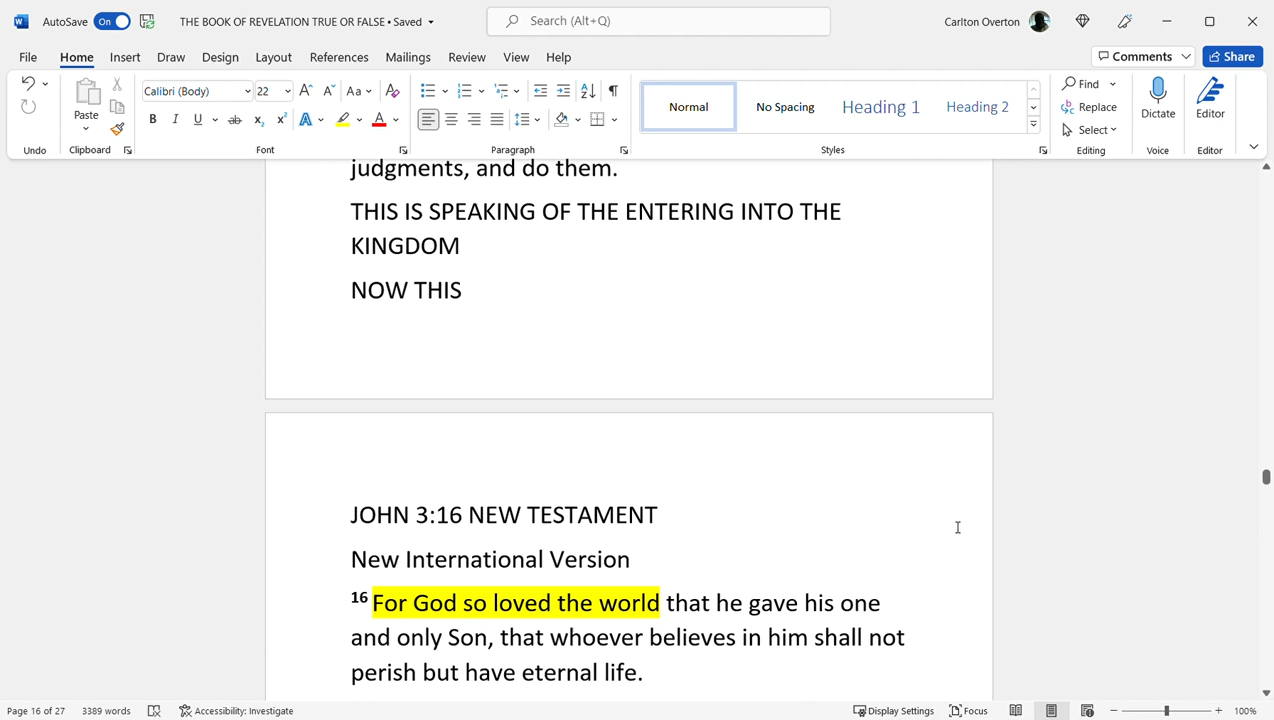 AutoSave On THE BOOK OF REVELATION TRUE OR FALSE • Saved Search (Alt+Q) Carlton Overton
File Home Insert Draw Design Layout References Mailings Review View Help Comments Share
Calibri (Body) 22 Aa Normal No Spacing Heading 1 Heading 2 Find
Paste B I U ab x₂ x² A A Replace Dictate Editor
Select
Undo Clipboard Font Paragraph Styles Editing Voice Editor
judgments, and do them.
THIS IS SPEAKING OF THE ENTERING INTO THE
KINGDOM
NOW THIS
JOHN 3:16 NEW TESTAMENT
New International Version
16 For God so loved the world that he gave his one
and only Son, that whoever believes in him shall not
perish but have eternal life.
Page 16 of 27 3389 words Accessibility: Investigate Display Settings Focus 100%